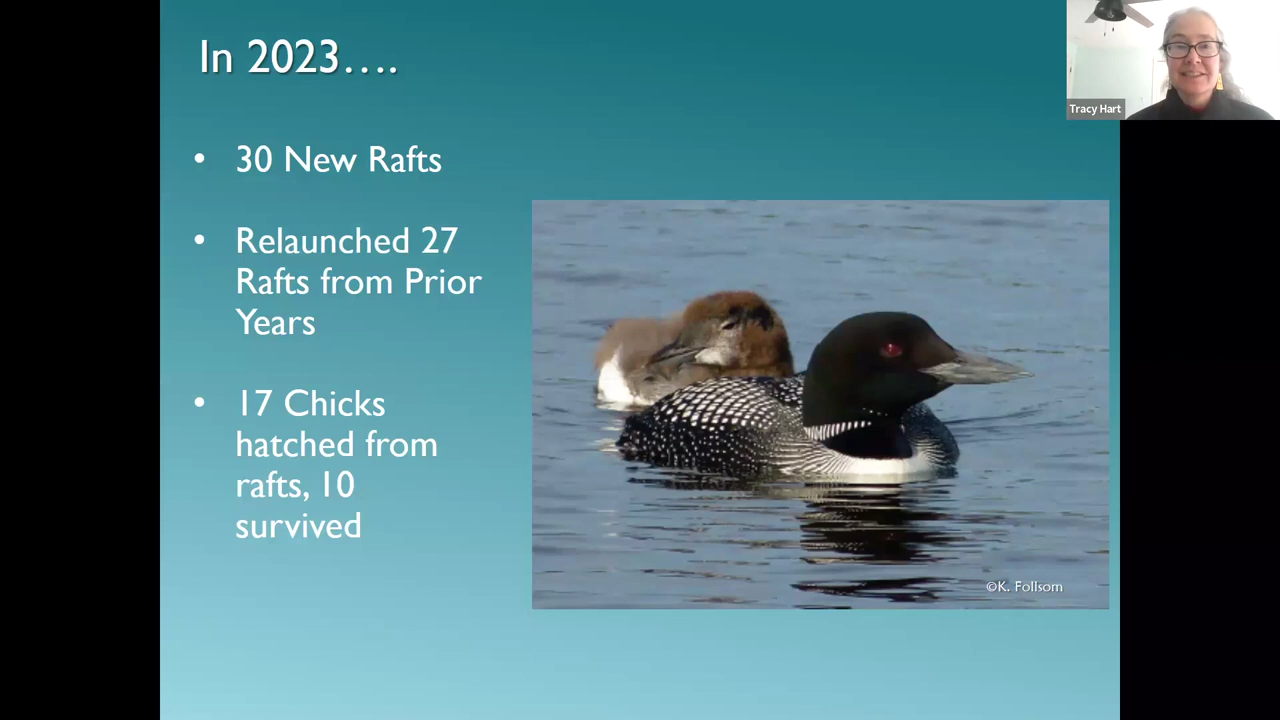 In 2023….
• 30 New Rafts
• Relaunched 27
Rafts from Prior
Years
• 17 Chicks
hatched from
rafts, 10
survived
©K. Follsom
Tracy Hart